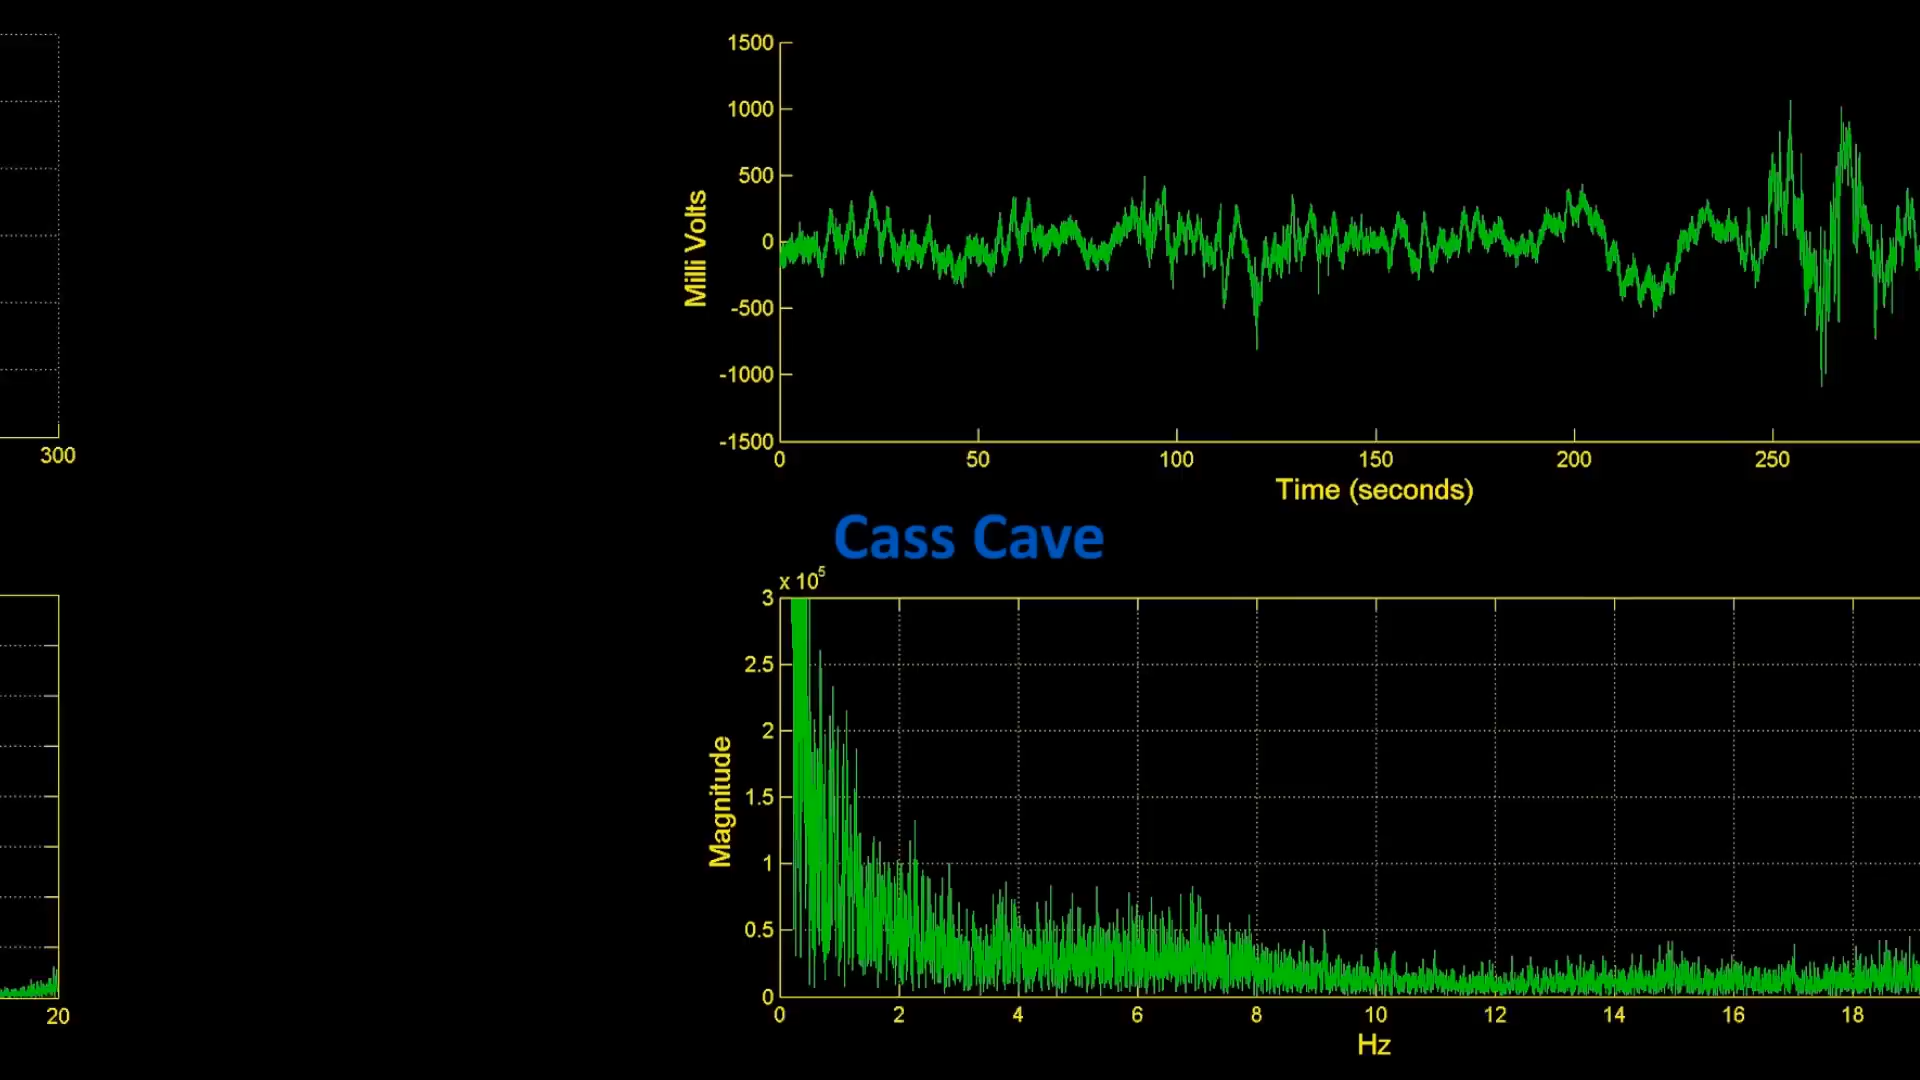 300
20
1500
1000
500
0
-500
-1000
-1500
Milli Volts
0 50 100 150 200 250
Time (seconds)
Cass Cave
x 10^5
3
2.5
2
1.5
1
0.5
0
Magnitude
0 2 4 6 8 10 12 14 16 18
Hz